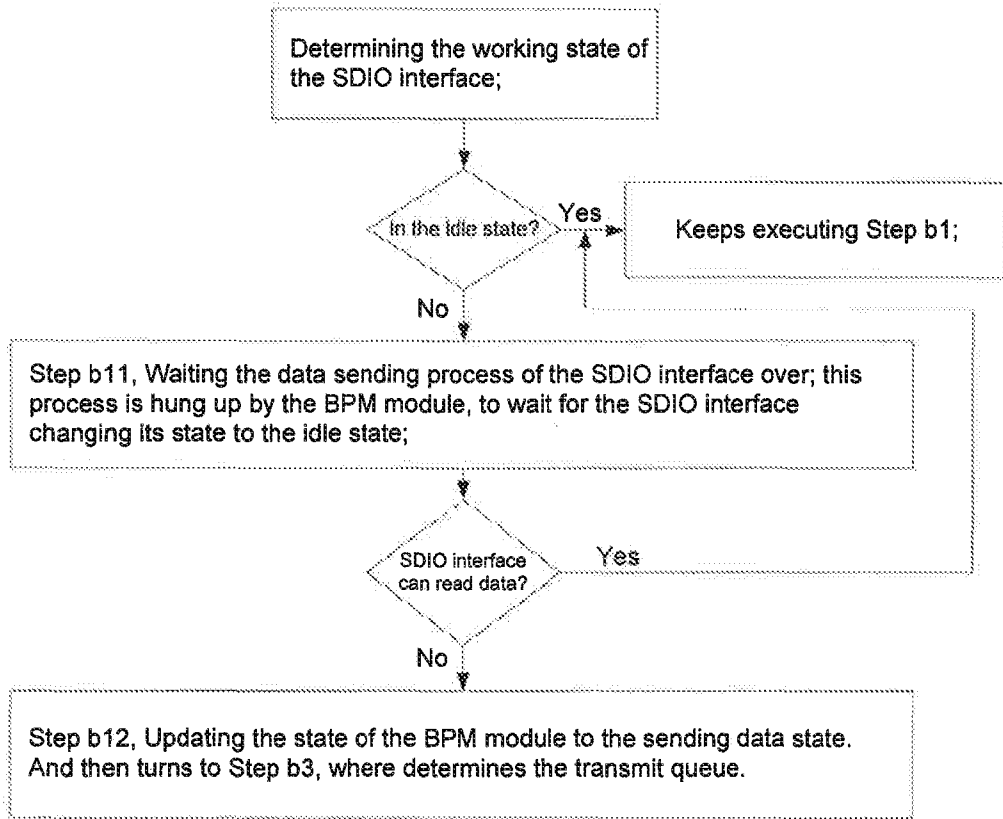 Determining the working state of
the SDIO interface;
In the idle state?
Yes
Keeps executing Step b1;
No
Step b11, Waiting the data sending process of the SDIO interface over; this
process is hung up by the BPM module, to wait for the SDIO interface
changing its state to the idle state;
SDIO interface
can read data?
Yes
No
Step b12, Updating the state of the BPM module to the sending data state.
And then turns to Step b3, where determines the transmit queue.